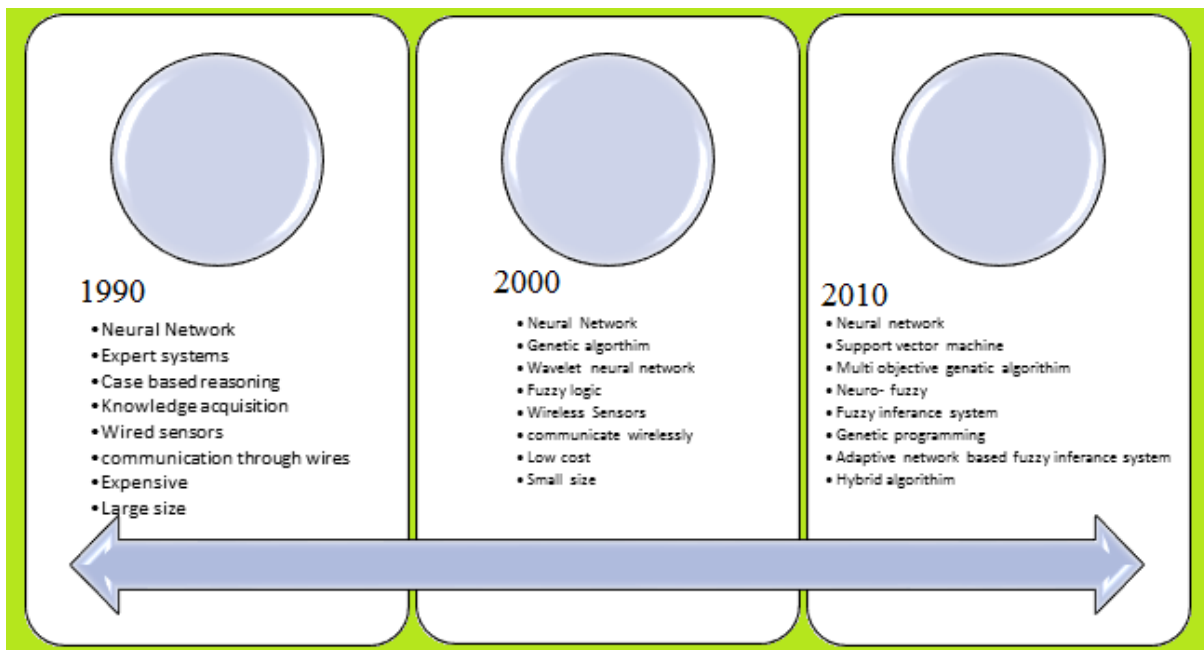 1990
•Neural Network
•Expert systems
•Case based reasoning
•Knowledge acquisition
•Wired sensors
•communication through wires
•Expensive
•Large size
2000
• Neural Network
• Genetic algorthim
• Wavelet neural network
• Fuzzy logic
• Wireless Sensors
• communicate wirelessly
• Low cost
• Small size
2010
• Neural network
• Support vector machine
• Multi objective genatic algorithim
• Neuro- fuzzy
• Fuzzy inferance system
• Genetic programming
• Adaptive network based fuzzy inferance system
• Hybrid algorithim